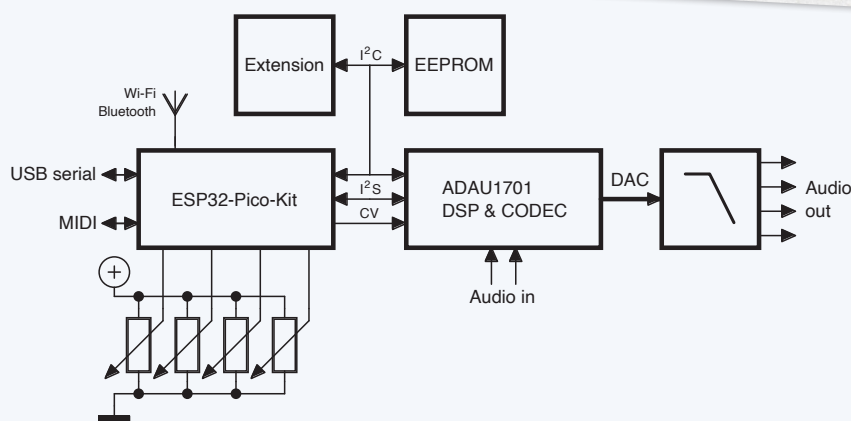 Extension
I²C
EEPROM
Wi-Fi
Bluetooth
USB serial
MIDI
ESP32-Pico-Kit
I²S
CV
ADAU1701
DSP & CODEC
DAC
Audio
out
Audio in
+